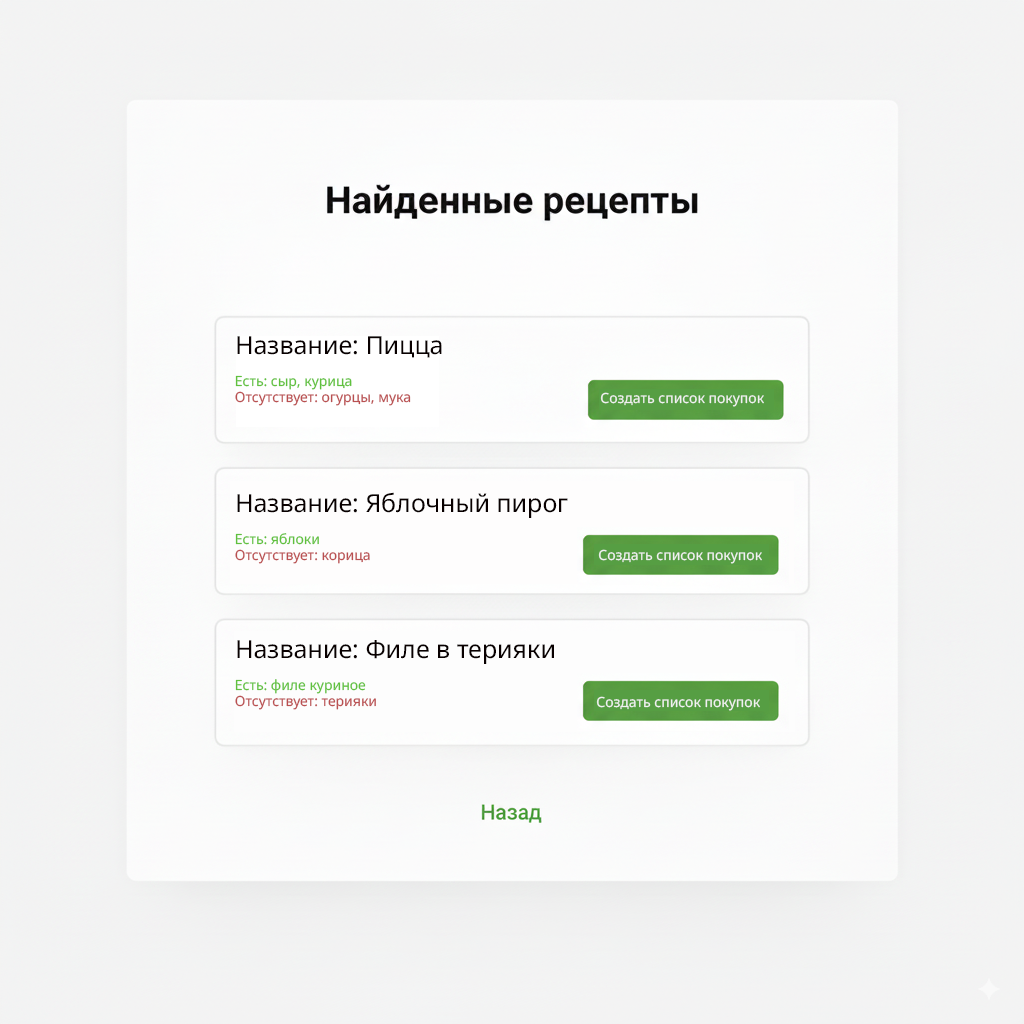 Найденные рецепты
Название: Пицца
Есть: сыр, курица
Отсутствует: огурцы, мука
Создать список покупок
Название: Яблочный пирог
Есть: яблоки
Отсутствует: корица
Создать список покупок
Название: Филе в терияки
Есть: филе куриное
Отсутствует: терияки
Создать список покупок
Назад